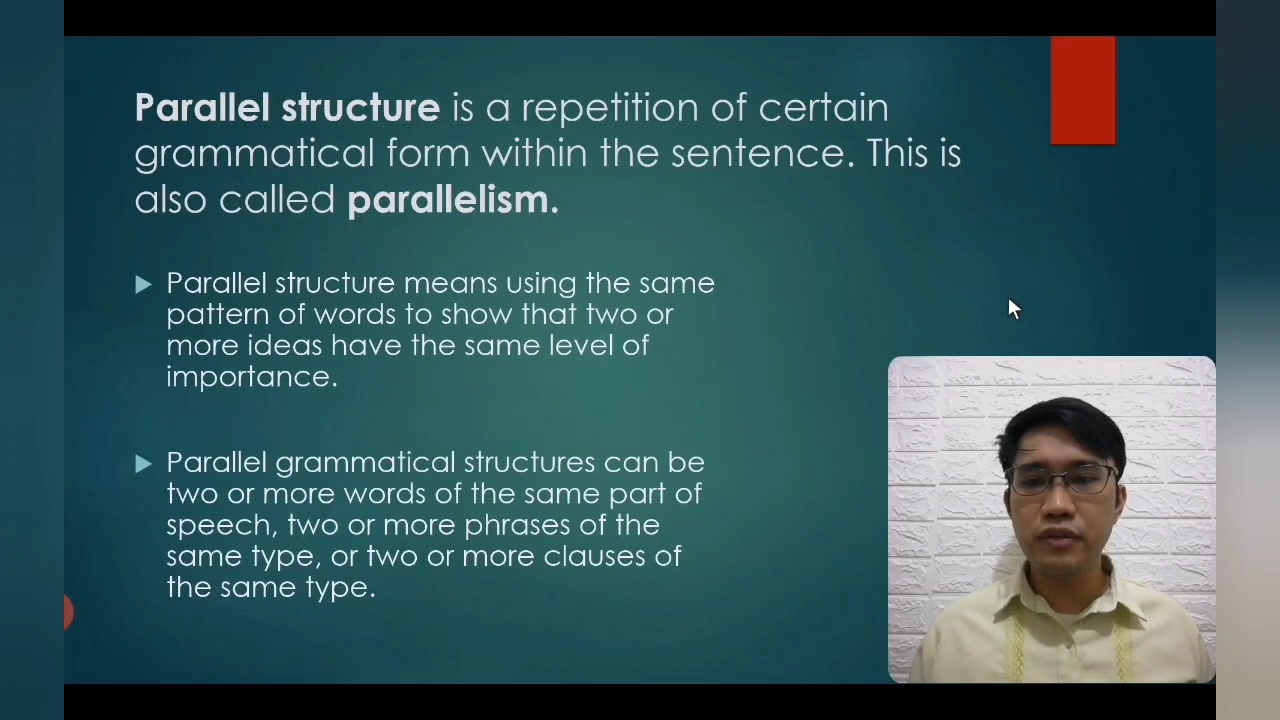 Parallel structure is a repetition of certain
grammatical form within the sentence. This is
also called parallelism.
Parallel structure means using the same
pattern of words to show that two or
more ideas have the same level of
importance.
Parallel grammatical structures can be
two or more words of the same part of
speech, two or more phrases of the
same type, or two or more clauses of
the same type.